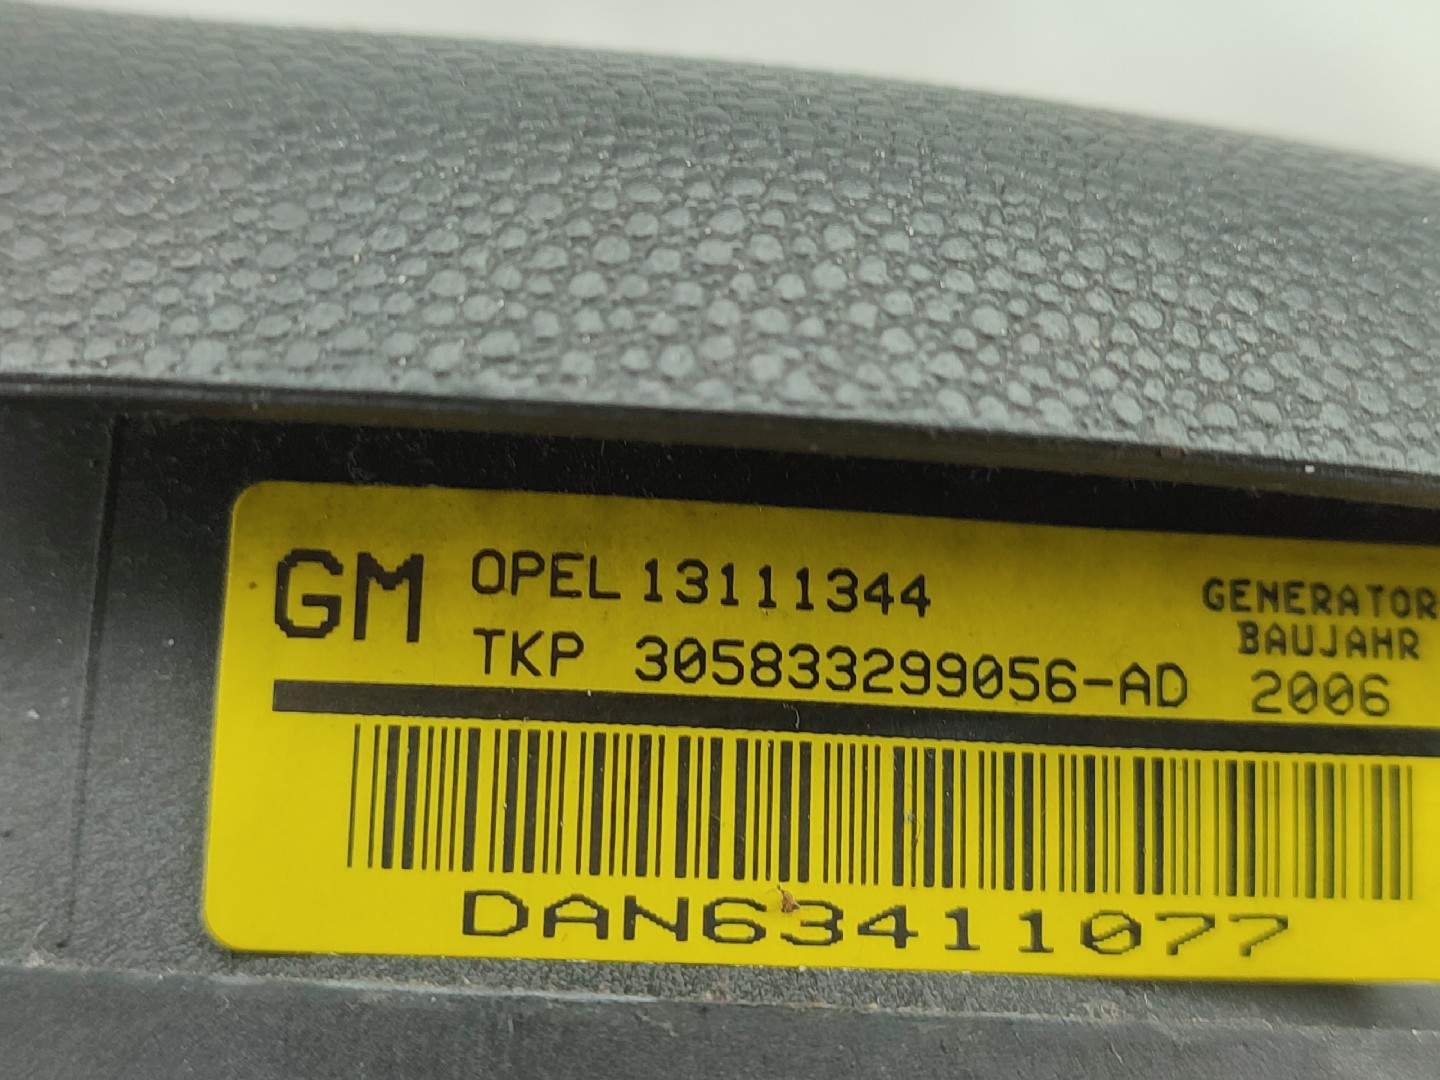 GM OPEL 13111344
TKP 305833299056-AD
GENERATOR
BAUJAHR
2006
DAN63411077